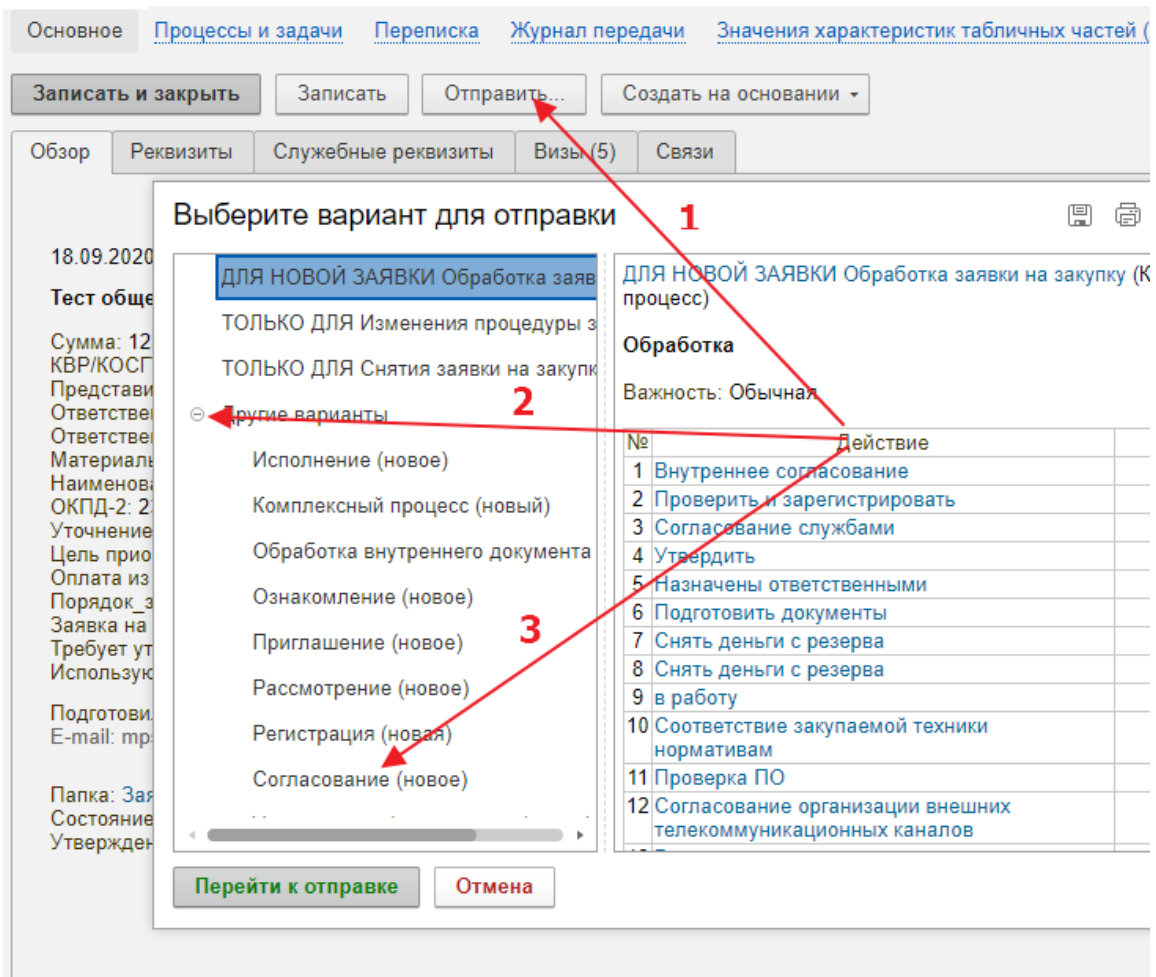 Основное Процессы и задачи Переписка Журнал передачи Значения характеристик табличных частей (
Записать и закрыть Записать Отправить... Создать на основании
Обзор Реквизиты Служебные реквизиты Визы (5) Связи
Выберите вариант для отправки 1
18.09.2020
Тест обще
Сумма: 12
КВР/КОСГ
Представи
Ответствен
Ответствен
Материаль
Наименова
ОКПД-2: 2
Уточнение
Цель прио
Оплата из
Порядок_з
Заявка на
Требует ут
Использую
Подготови
E-mail: mp
Папка: Зая
Состояние
Утвержден
ДЛЯ НОВОЙ ЗАЯВКИ Обработка заяв
ТОЛЬКО ДЛЯ Изменения процедуры з
ТОЛЬКО ДЛЯ Снятия заявки на закупк
2
Другие варианты
Исполнение (новое)
Комплексный процесс (новый)
Обработка внутреннего документа
Ознакомление (новое)
3
Приглашение (новое)
Рассмотрение (новое)
Регистрация (новая)
Согласование (новое)
ДЛЯ НОВОЙ ЗАЯВКИ Обработка заявки на закупку (К
процесс)
Обработка
Важность: Обычная
№ Действие
1 Внутреннее согласование
2 Проверить и зарегистрировать
3 Согласование службами
4 Утвердить
5 Назначены ответственными
6 Подготовить документы
7 Снять деньги с резерва
8 Снять деньги с резерва
9 в работу
10 Соответствие закупаемой техники
нормативам
11 Проверка ПО
12 Согласование организации внешних
телекоммуникационных каналов
Перейти к отправке Отмена